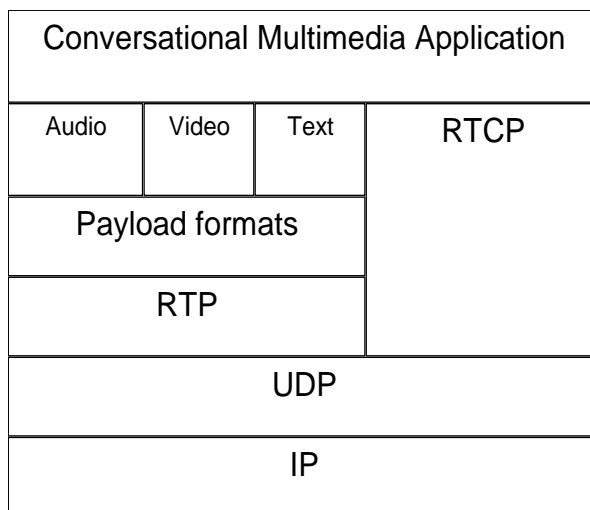 Conversational Multimedia Application
Audio
Video
Text
RTCP
Payload formats
RTP
UDP
IP